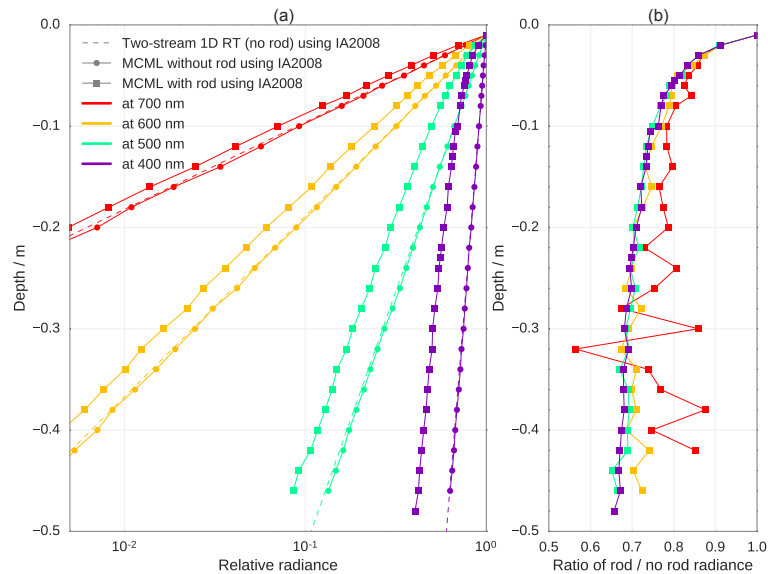 (a)
(b)
Two-stream 1D RT (no rod) using IA2008
MCML without rod using IA2008
MCML with rod using IA2008
at 700 nm
at 600 nm
at 500 nm
at 400 nm
0.0
−0.1
−0.2
−0.3
−0.4
−0.5
Depth / m
10⁻² 10⁻¹ 10⁰
Relative radiance
0.0
−0.1
−0.2
−0.3
−0.4
−0.5
Depth / m
0.5 0.6 0.7 0.8 0.9 1.0
Ratio of rod / no rod radiance